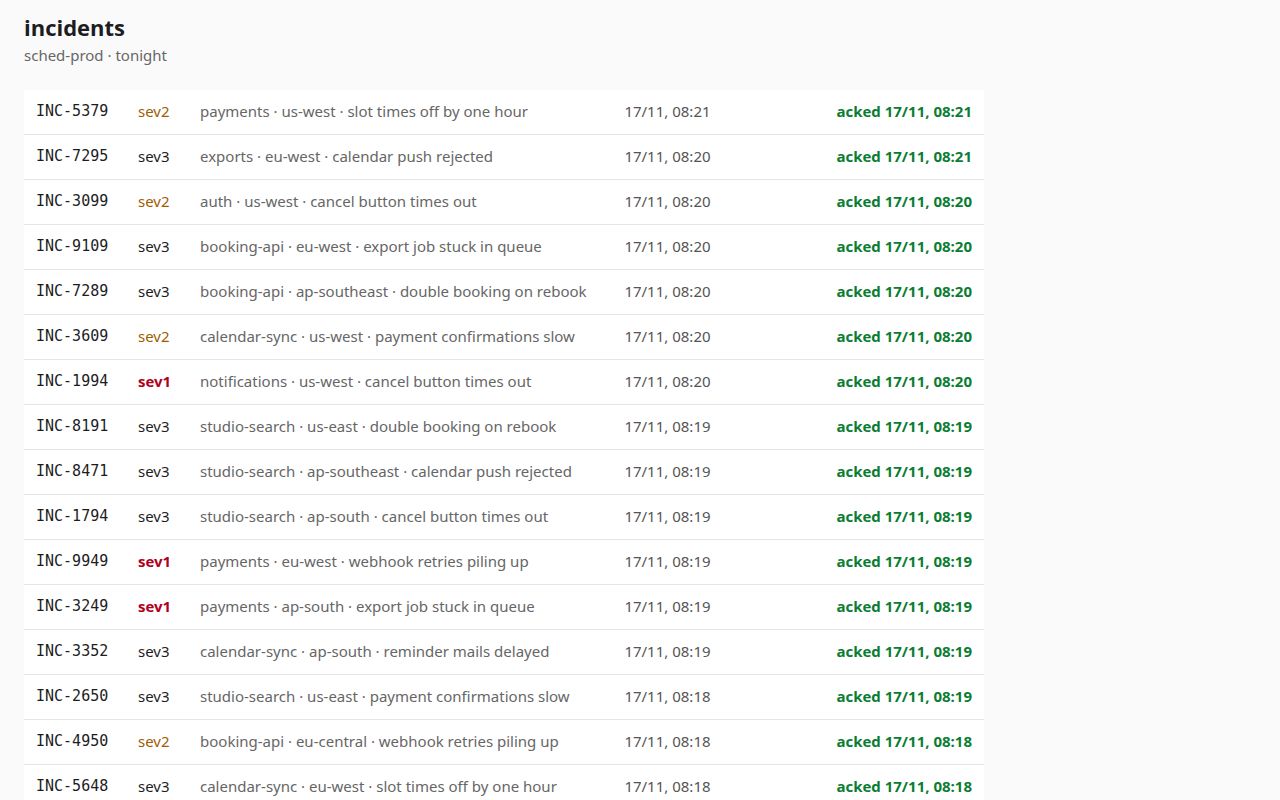 incidents
sched-prod · tonight
INC-5379 sev2 payments · us-west · slot times off by one hour 17/11, 08:21 acked 17/11, 08:21
INC-7295 sev3 exports · eu-west · calendar push rejected 17/11, 08:20 acked 17/11, 08:21
INC-3099 sev2 auth · us-west · cancel button times out 17/11, 08:20 acked 17/11, 08:20
INC-9109 sev3 booking-api · eu-west · export job stuck in queue 17/11, 08:20 acked 17/11, 08:20
INC-7289 sev3 booking-api · ap-southeast · double booking on rebook 17/11, 08:20 acked 17/11, 08:20
INC-3609 sev2 calendar-sync · us-west · payment confirmations slow 17/11, 08:20 acked 17/11, 08:20
INC-1994 sev1 notifications · us-west · cancel button times out 17/11, 08:20 acked 17/11, 08:20
INC-8191 sev3 studio-search · us-east · double booking on rebook 17/11, 08:19 acked 17/11, 08:19
INC-8471 sev3 studio-search · ap-southeast · calendar push rejected 17/11, 08:19 acked 17/11, 08:19
INC-1794 sev3 studio-search · ap-south · cancel button times out 17/11, 08:19 acked 17/11, 08:19
INC-9949 sev1 payments · eu-west · webhook retries piling up 17/11, 08:19 acked 17/11, 08:19
INC-3249 sev1 payments · ap-south · export job stuck in queue 17/11, 08:19 acked 17/11, 08:19
INC-3352 sev3 calendar-sync · ap-south · reminder mails delayed 17/11, 08:19 acked 17/11, 08:19
INC-2650 sev3 studio-search · us-east · payment confirmations slow 17/11, 08:18 acked 17/11, 08:19
INC-4950 sev2 booking-api · eu-central · webhook retries piling up 17/11, 08:18 acked 17/11, 08:18
INC-5648 sev3 calendar-sync · eu-west · slot times off by one hour 17/11, 08:18 acked 17/11, 08:18